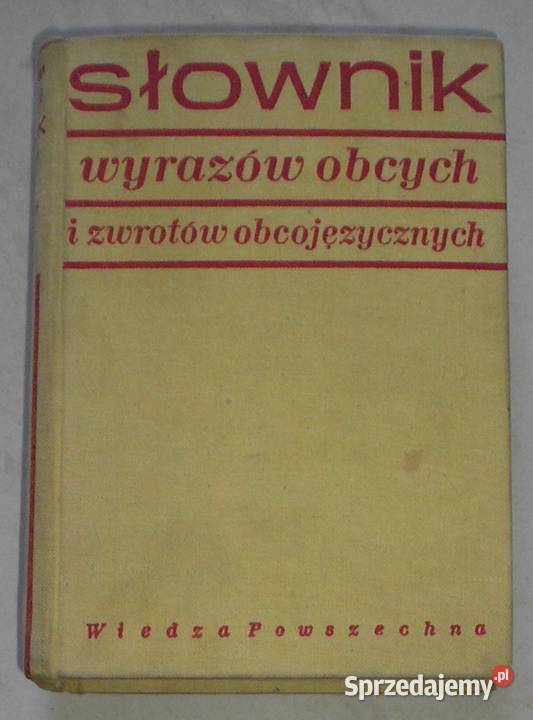 słownik
wyrazów obcych
i zwrotów obcojęzycznych
Wiedza Powszechna
Sprzedajemy.pl